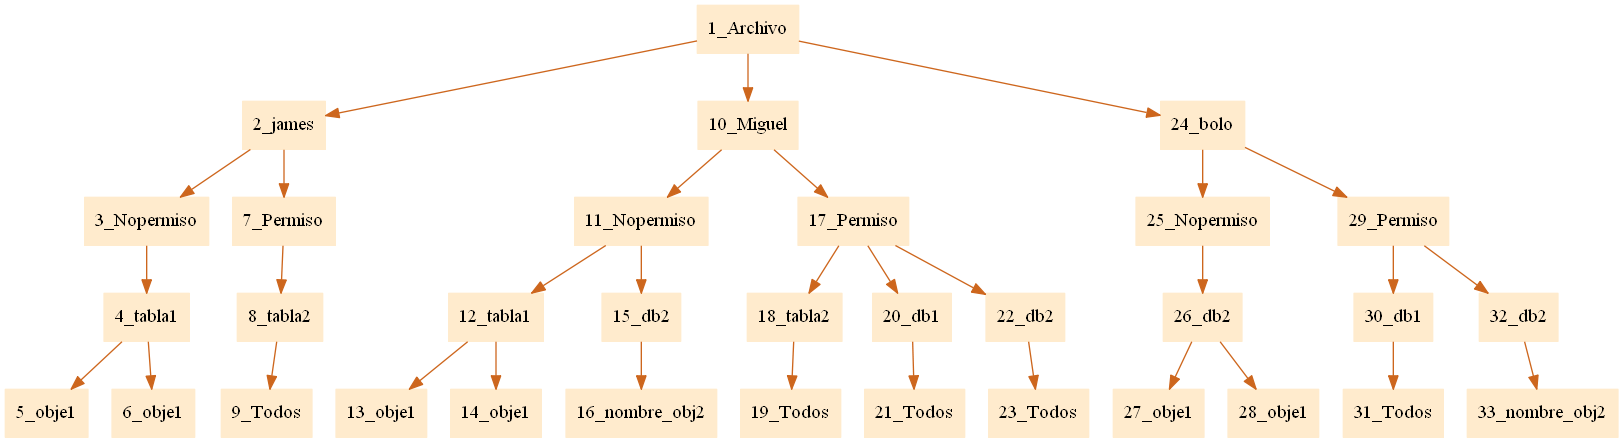 1_Archivo
2_james
10_Miguel
24_bolo
3_Nopermiso
7_Permiso
11_Nopermiso
17_Permiso
25_Nopermiso
29_Permiso
4_tabla1
8_tabla2
12_tabla1
15_db2
18_tabla2
20_db1
22_db2
26_db2
30_db1
32_db2
5_obje1
6_obje1
9_Todos
13_obje1
14_obje1
16_nombre_obj2
19_Todos
21_Todos
23_Todos
27_obje1
28_obje1
31_Todos
33_nombre_obj2